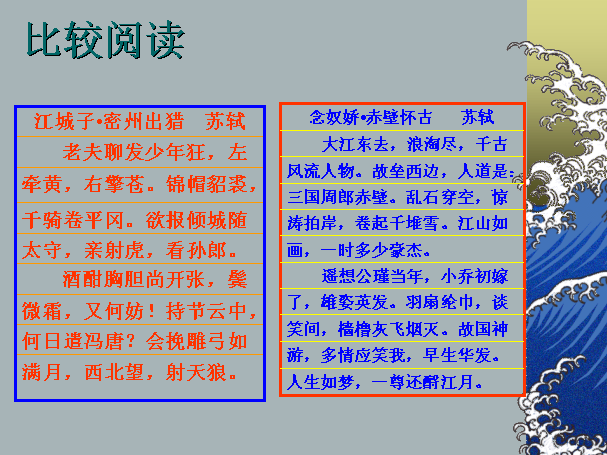 比较阅读
江城子•密州出猎 苏轼
老夫聊发少年狂，左
牵黄，右擎苍。锦帽貂裘，
千骑卷平冈。欲报倾城随
太守，亲射虎，看孙郎。
酒酣胸胆尚开张，鬓
微霜，又何妨！持节云中，
何日遣冯唐？会挽雕弓如
满月，西北望，射天狼。
念奴娇•赤壁怀古 苏轼
大江东去，浪淘尽，千古
风流人物。故垒西边，人道是：
三国周郎赤壁。乱石穿空，惊
涛拍岸，卷起千堆雪。江山如
画，一时多少豪杰。
遥想公瑾当年，小乔初嫁
了，雄姿英发。羽扇纶巾，谈
笑间，樯橹灰飞烟灭。故国神
游，多情应笑我，早生华发。
人生如梦，一尊还酹江月。